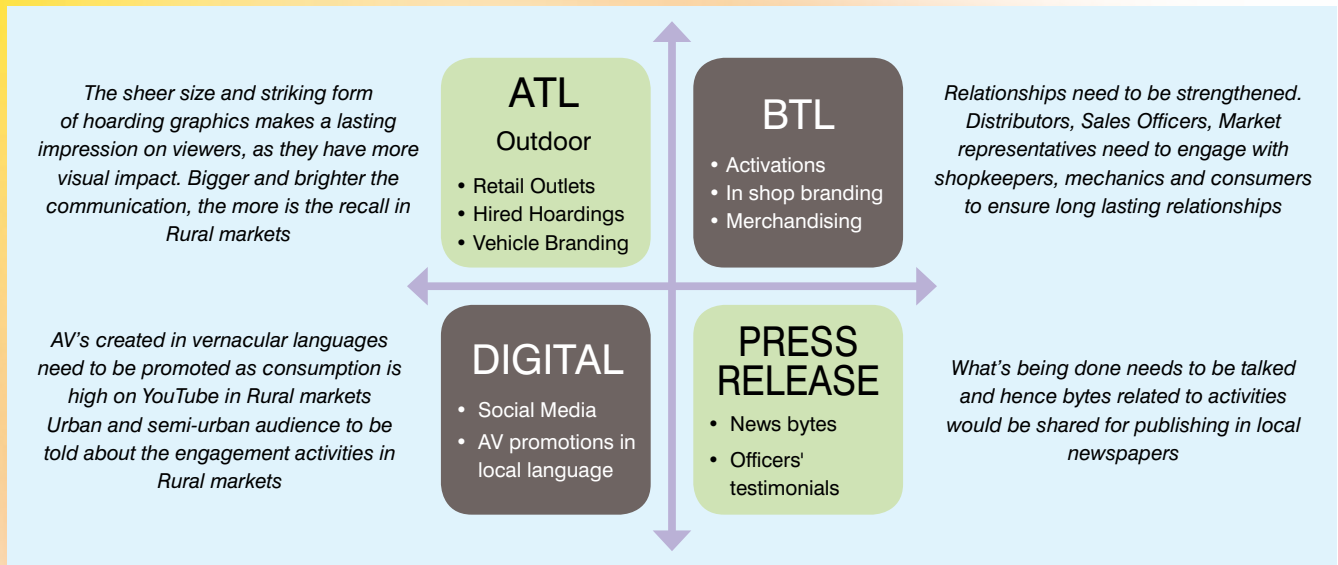 The sheer size and striking form
of hoarding graphics makes a lasting
impression on viewers, as they have more
visual impact. Bigger and brighter the
communication, the more is the recall in
Rural markets
ATL
Outdoor
• Retail Outlets
• Hired Hoardings
• Vehicle Branding
BTL
• Activations
• In shop branding
• Merchandising
Relationships need to be strengthened.
Distributors, Sales Officers, Market
representatives need to engage with
shopkeepers, mechanics and consumers
to ensure long lasting relationships
AV's created in vernacular languages
need to be promoted as consumption is
high on YouTube in Rural markets
Urban and semi-urban audience to be
told about the engagement activities in
Rural markets
DIGITAL
• Social Media
• AV promotions in
local language
PRESS
RELEASE
• News bytes
• Officers'
testimonials
What's being done needs to be talked
and hence bytes related to activities
would be shared for publishing in local
newspapers